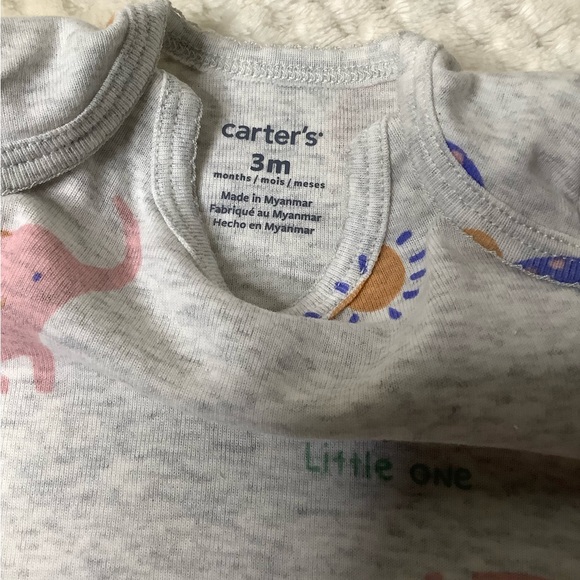 carter's
3m
months / mois / meses
Made in Myanmar
Fabriqué au Myanmar
Hecho en Myanmar
Little one